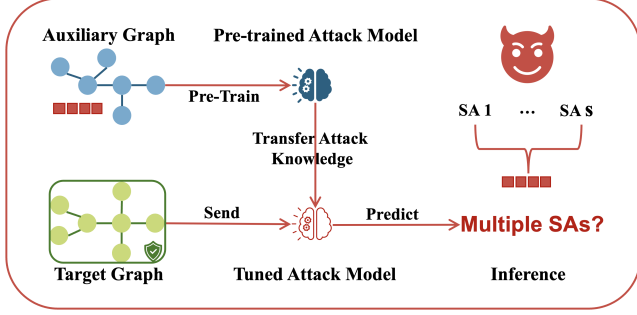 Auxiliary Graph
Pre-trained Attack Model
Pre-Train
SA 1 ... SA s
Transfer Attack
Knowledge
Send
Predict
Multiple SAs?
Target Graph
Tuned Attack Model
Inference